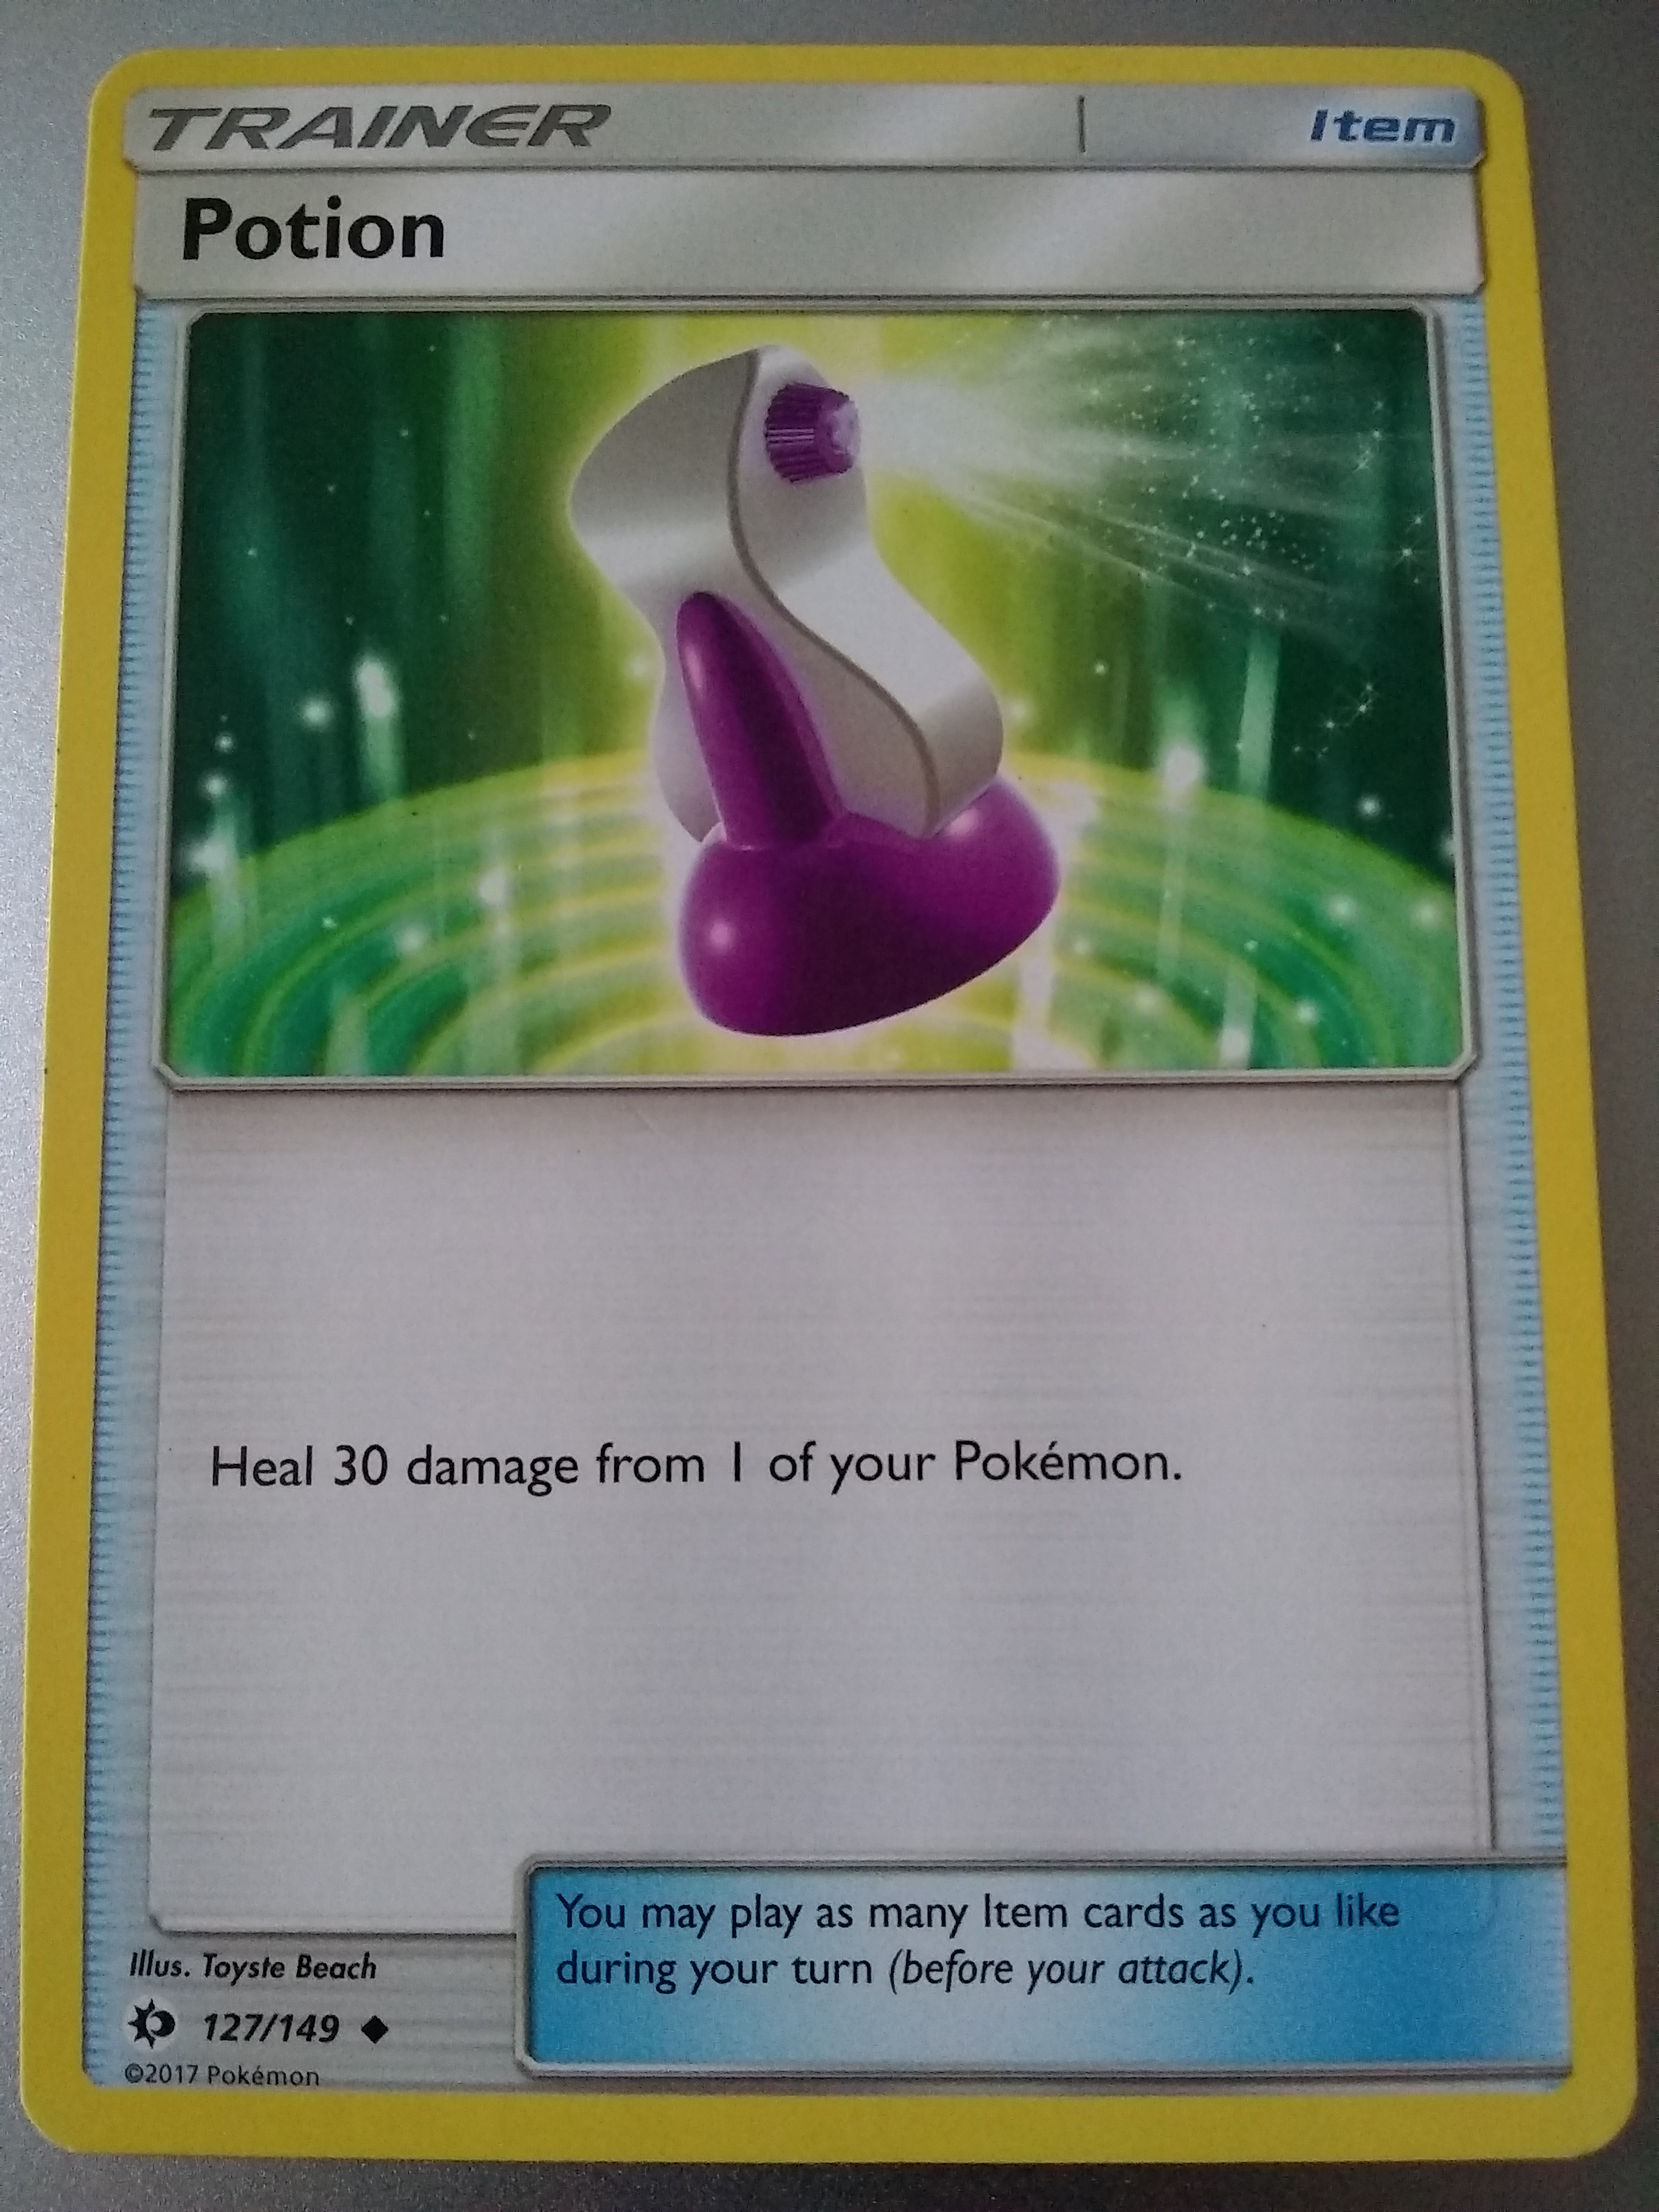 TRAINER Item
Potion
Heal 30 damage from 1 of your Pokémon.
You may play as many Item cards as you like
during your turn (before your attack).
Illus. Toyste Beach
127/149
©2017 Pokémon